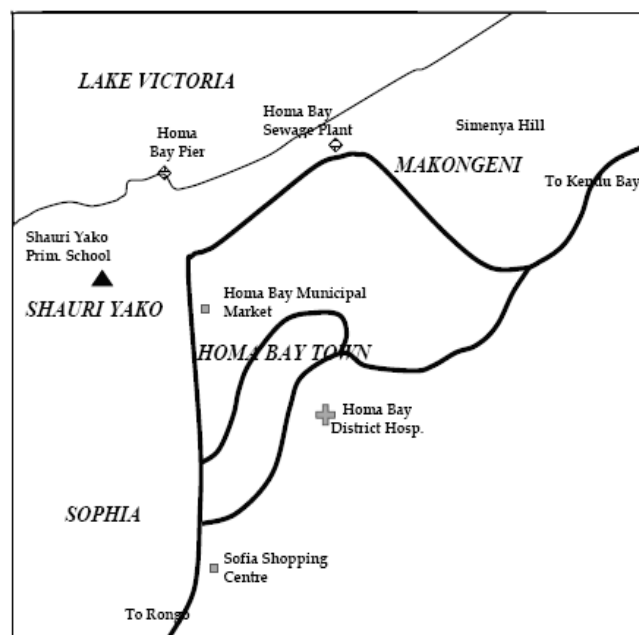 LAKE VICTORIA
Homa Bay
Sewage Plant
Simenya Hill
Homa
Bay Pier
MAKONGENI
To Kendu Bay
Shauri Yako
Prim. School
SHAURI YAKO
Homa Bay Municipal
Market
HOMA BAY TOWN
Homa Bay
District Hosp.
SOPHIA
Sofia Shopping
Centre
To Rongo